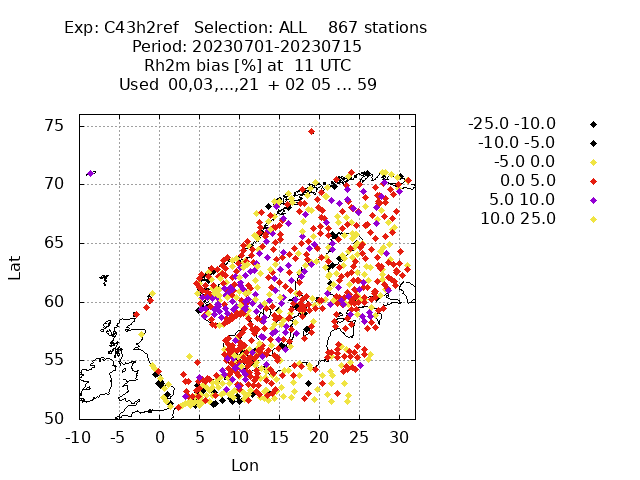 Exp: C43h2ref Selection: ALL 867 stations
Period: 20230701-20230715
Rh2m bias [%] at 11 UTC
Used 00,03,...,21 + 02 05 ... 59
-25.0 -10.0
-10.0 -5.0
-5.0 0.0
0.0 5.0
5.0 10.0
10.0 25.0
75
70
65
60
55
50
Lat
-10 -5 0 5 10 15 20 25 30
Lon